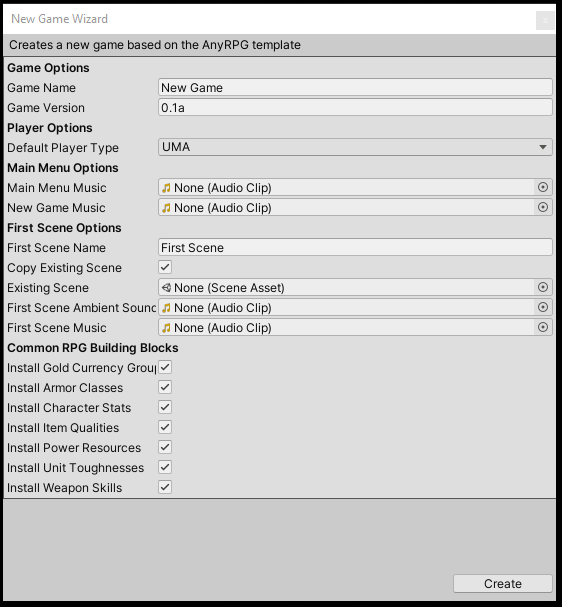 New Game Wizard
Creates a new game based on the AnyRPG template
Game Options
Game Name New Game
Game Version 0.1a
Player Options
Default Player Type UMA
Main Menu Options
Main Menu Music None (Audio Clip)
New Game Music None (Audio Clip)
First Scene Options
First Scene Name First Scene
Copy Existing Scene
Existing Scene None (Scene Asset)
First Scene Ambient Sound None (Audio Clip)
First Scene Music None (Audio Clip)
Common RPG Building Blocks
Install Gold Currency Group
Install Armor Classes
Install Character Stats
Install Item Qualities
Install Power Resources
Install Unit Toughnesses
Install Weapon Skills
Create